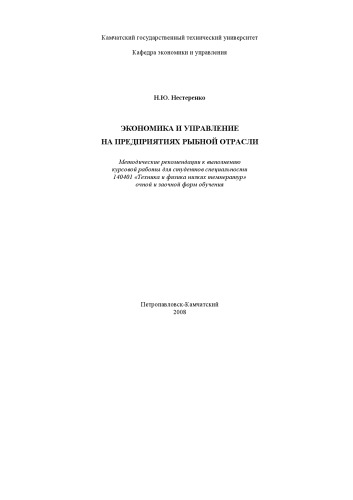 Камчатский государственный технический университет
Кафедра экономики и управления
Н.Ю. Нестеренко
ЭКОНОМИКА И УПРАВЛЕНИЕ
НА ПРЕДПРИЯТИЯХ РЫБНОЙ ОТРАСЛИ
Методические рекомендации к выполнению
курсовой работы для студентов специальности
140401 «Техника и физика низких температур»
очной и заочной форм обучения
Петропавловск-Камчатский
2008